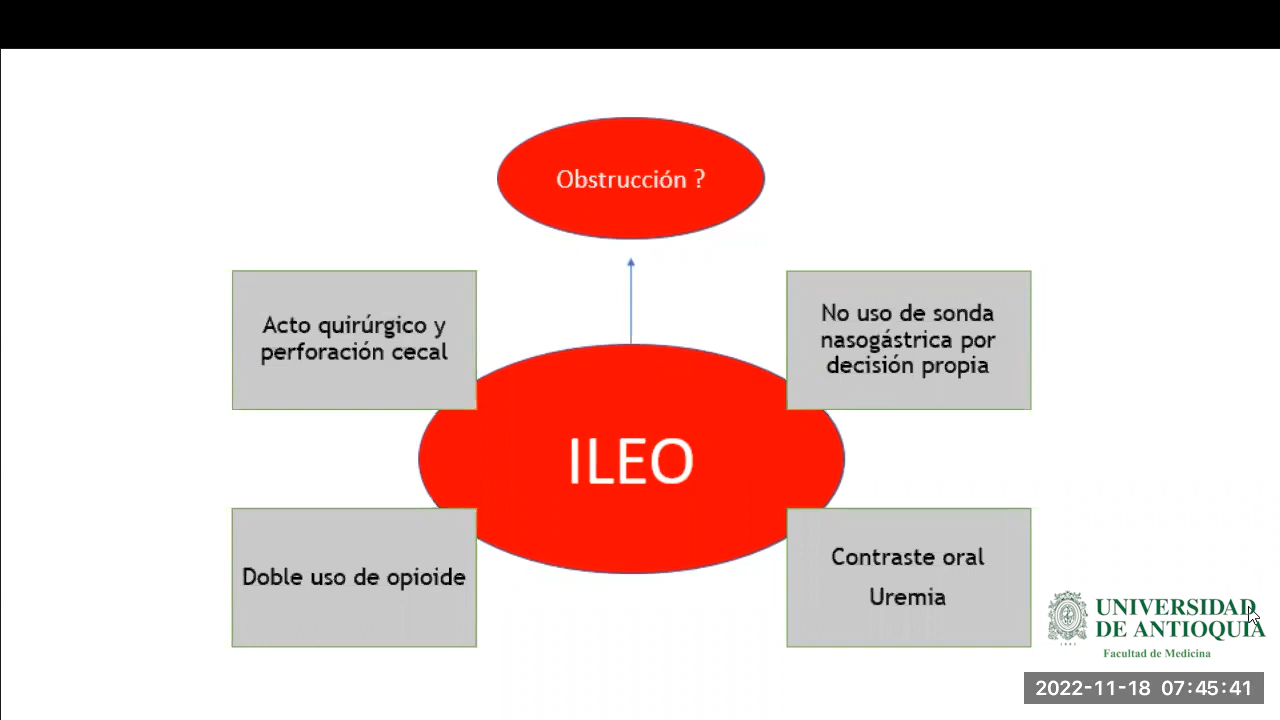 Obstrucción ?
Acto quirúrgico y
perforación cecal
No uso de sonda
nasogástrica por
decisión propia
ILEO
Doble uso de opioide
Contraste oral
Uremia
UNIVERSIDAD
DE ANTIOQUIA
Facultad de Medicina
2022-11-18 07:45:41